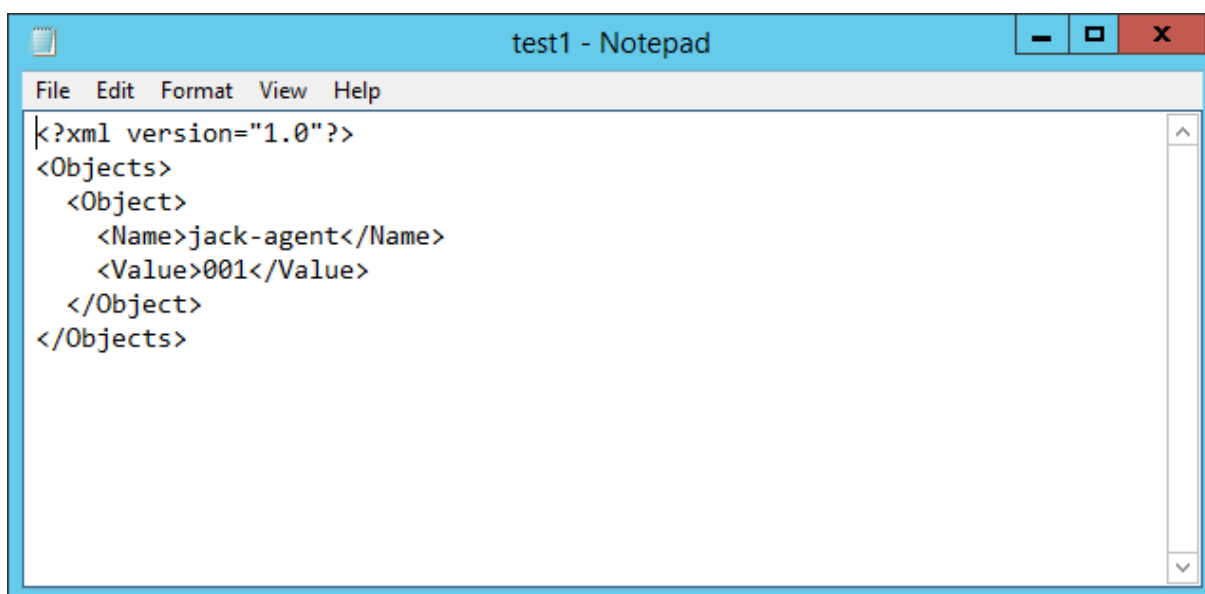 test1 - Notepad
File Edit Format View Help
<?xml version="1.0"?>
<Objects>
  <Object>
    <Name>jack-agent</Name>
    <Value>001</Value>
  </Object>
</Objects>